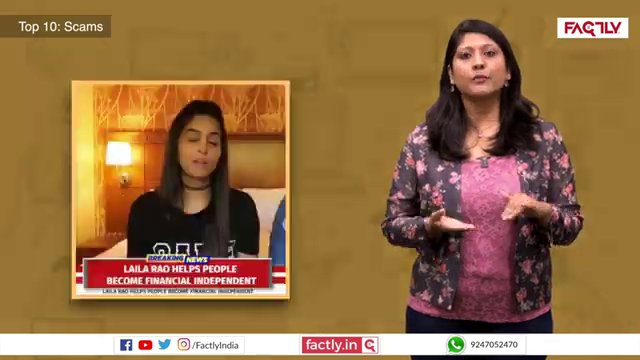 Top 10: Scams
FACTLY
BREAKING NEWS
LAILA RAO HELPS PEOPLE
BECOME FINANCIAL INDEPENDENT
LAILA RAO HELPS PEOPLE BECOME FINANCIAL INDEPENDENT.
/FactlyIndia
factly.in
9247052470